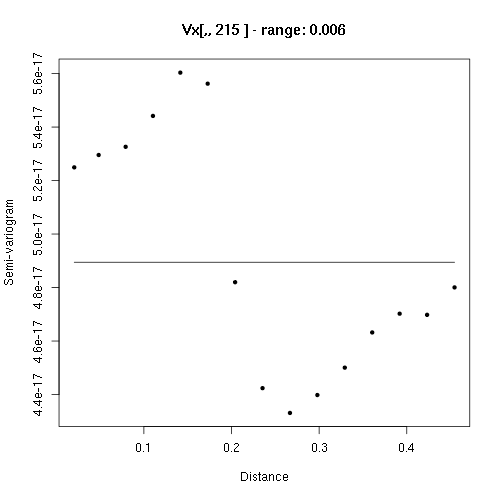 Vx[,, 215 ] - range: 0.006
5.6e-17
5.4e-17
5.2e-17
5.0e-17
4.8e-17
4.6e-17
4.4e-17
Semi-variogram
0.1 0.2 0.3 0.4
Distance